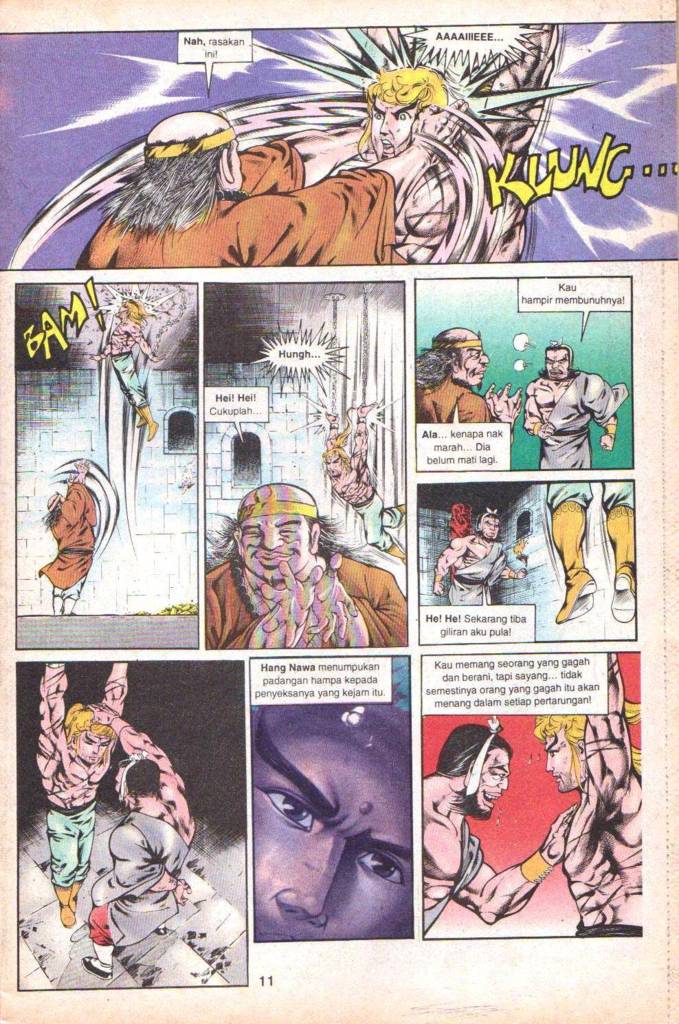 Nah, rasakan
ini!
AAAAIIIEEE...
KLUNG...
BAM!
Hungh...
Hei! Hei!
Cukuplah...
Kau
hampir membunuhnya!
Ala... kenapa nak
marah... Dia
belum mati lagi.
He! He! Sekarang tiba
giliran aku pula!
Hang Nawa menumpukan
padangan hampa kepada
penyeksanya yang kejam itu.
Kau memang seorang yang gagah
dan berani, tapi sayang... tidak
semestinya orang yang gagah itu akan
menang dalam setiap pertarungan!
11